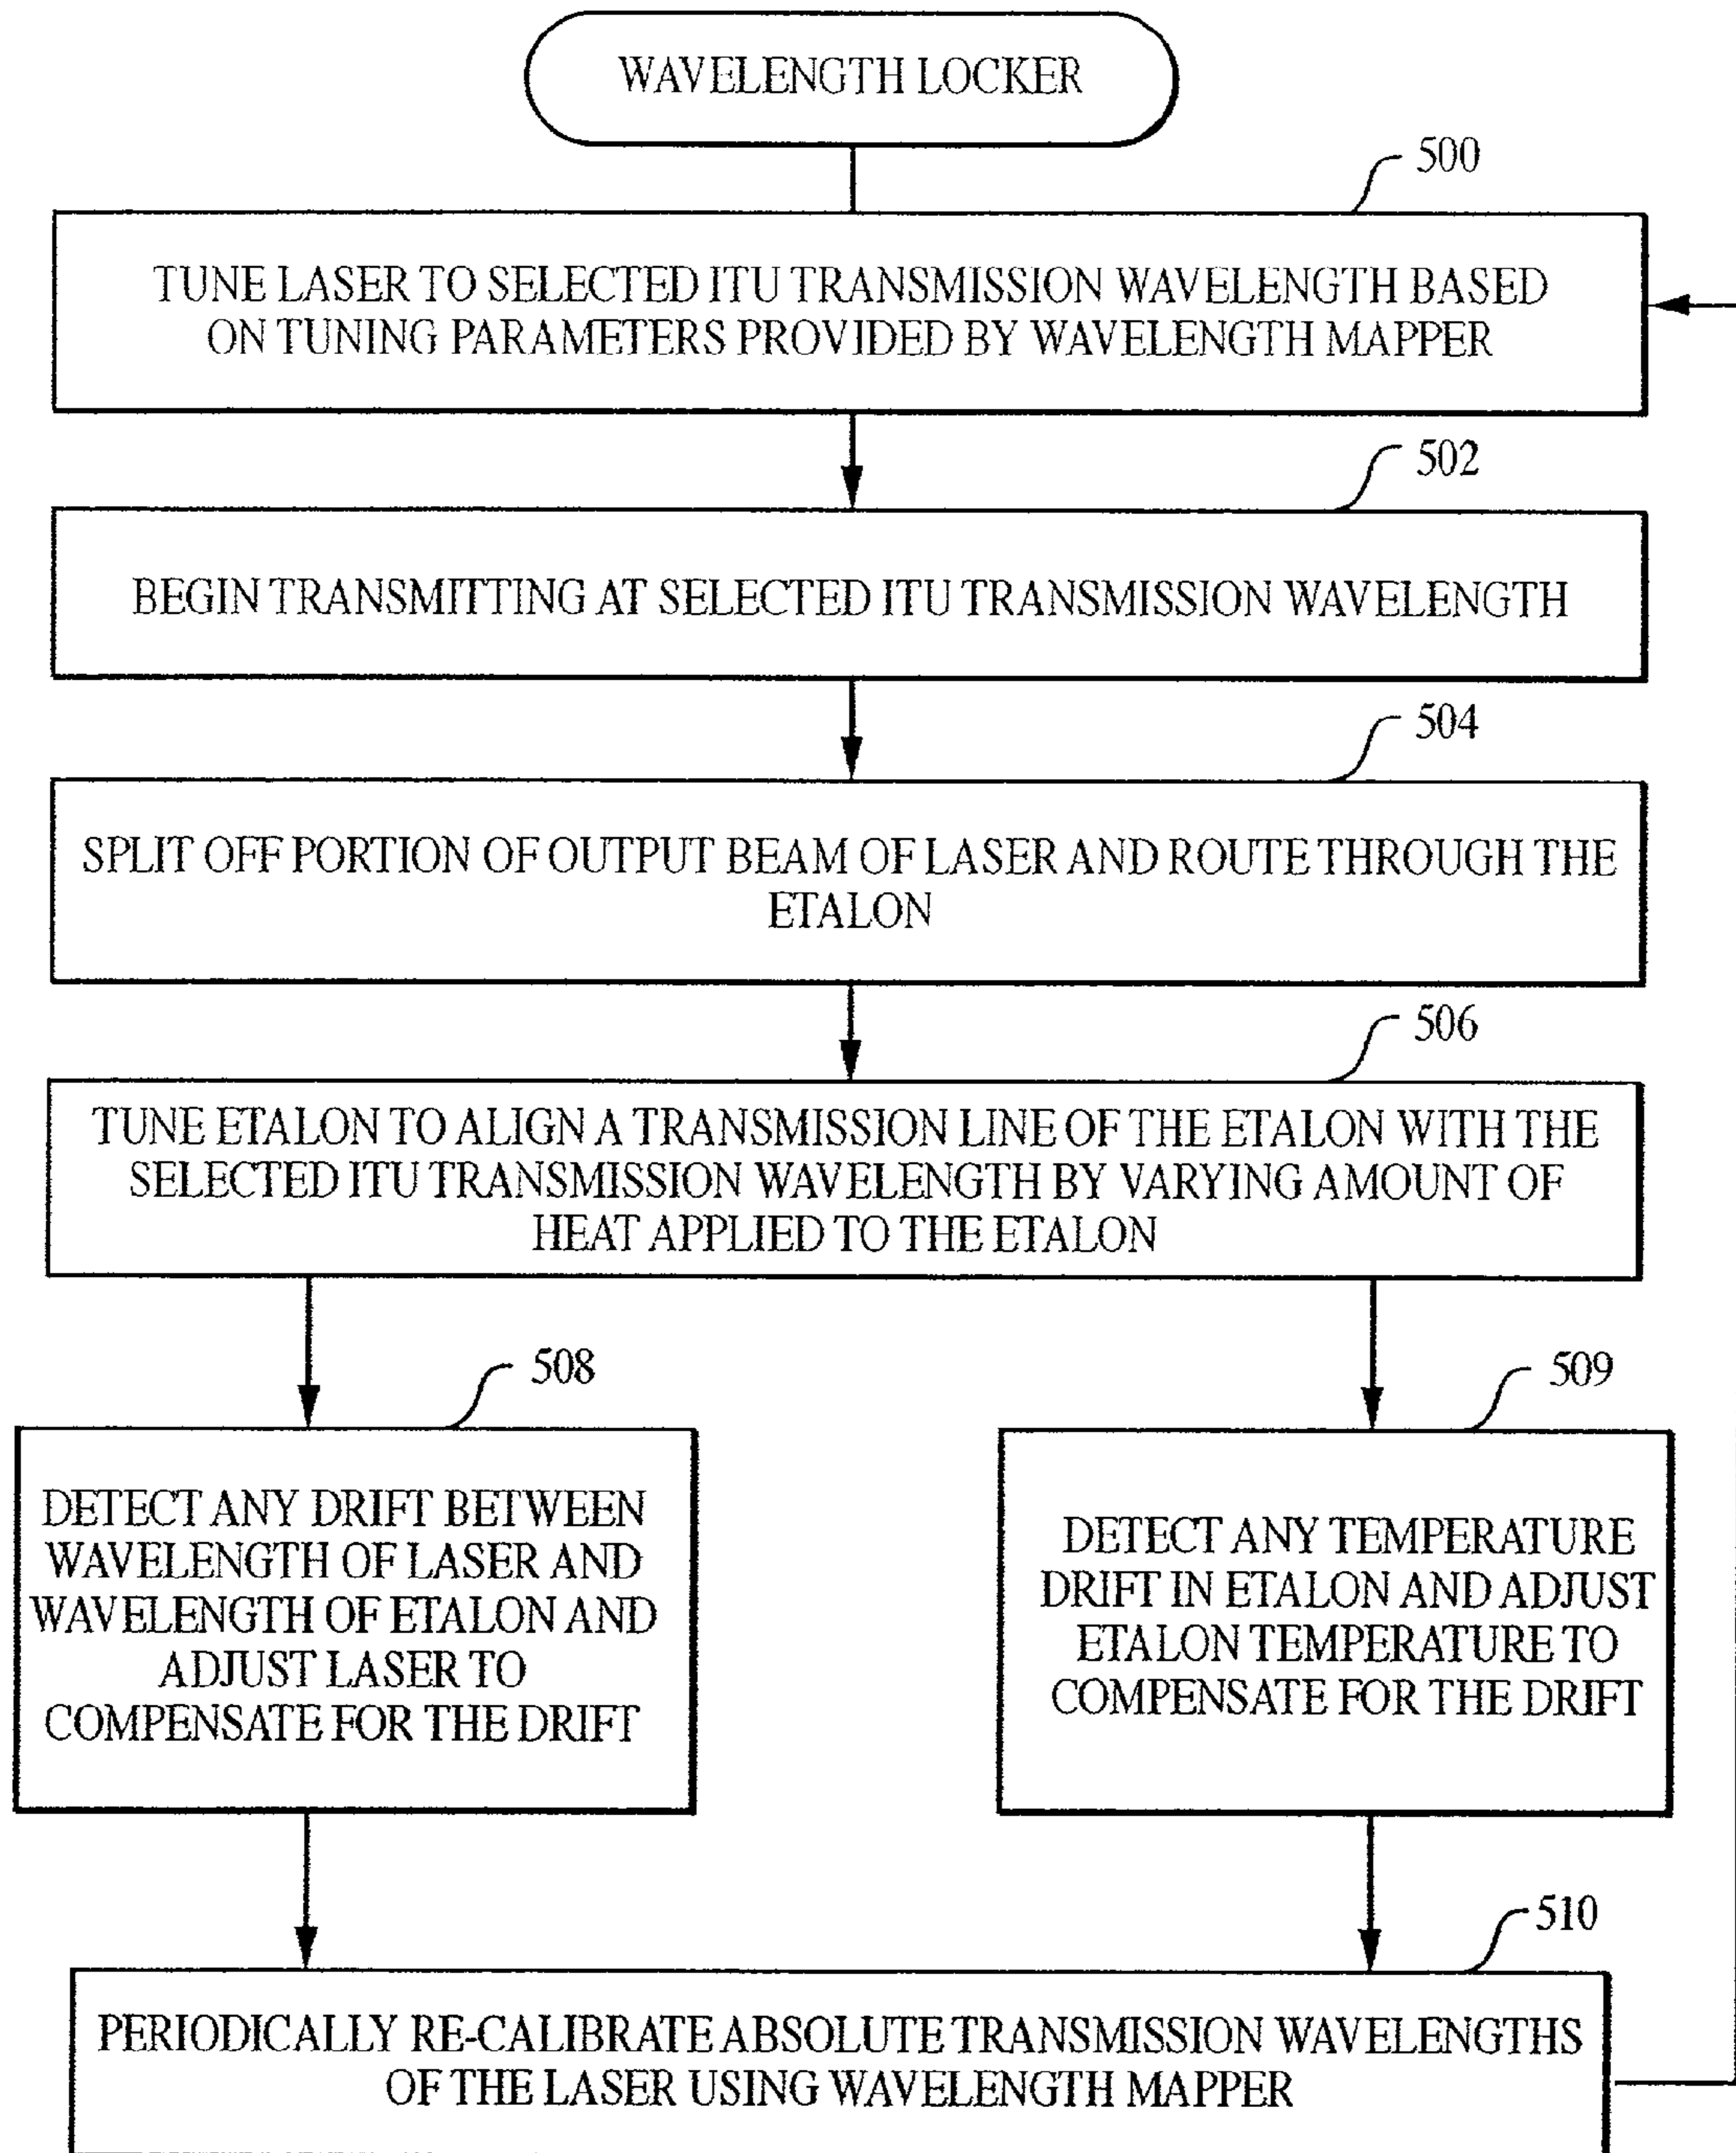 WAVELENGTH LOCKER
500
TUNE LASER TO SELECTED ITU TRANSMISSION WAVELENGTH BASED
ON TUNING PARAMETERS PROVIDED BY WAVELENGTH MAPPER
502
BEGIN TRANSMITTING AT SELECTED ITU TRANSMISSION WAVELENGTH
504
SPLIT OFF PORTION OF OUTPUT BEAM OF LASER AND ROUTE THROUGH THE
ETALON
506
TUNE ETALON TO ALIGN A TRANSMISSION LINE OF THE ETALON WITH THE
SELECTED ITU TRANSMISSION WAVELENGTH BY VARYING AMOUNT OF
HEAT APPLIED TO THE ETALON
508
DETECT ANY DRIFT BETWEEN
WAVELENGTH OF LASER AND
WAVELENGTH OF ETALON AND
ADJUST LASER TO
COMPENSATE FOR THE DRIFT
509
DETECT ANY TEMPERATURE
DRIFT IN ETALON AND ADJUST
ETALON TEMPERATURE TO
COMPENSATE FOR THE DRIFT
510
PERIODICALLY RE-CALIBRATE ABSOLUTE TRANSMISSION WAVELENGTHS
OF THE LASER USING WAVELENGTH MAPPER